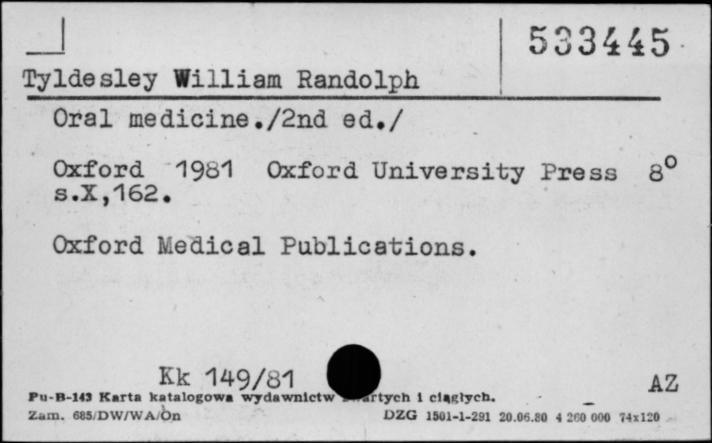 533445
Tyldesley William Randolph
Oral medicine./2nd ed./
Oxford 1981 Oxford University Press 8°
s.X,162.
Oxford Medical Publications.
Kk 149/81
AZ
Pu-B-143 Karta katalogowa wydawnictw artych i ciągłych.
Zam. 685/DW/WA/Ón DZG 1501-1-291 20.06.80 4 260 000 74x120